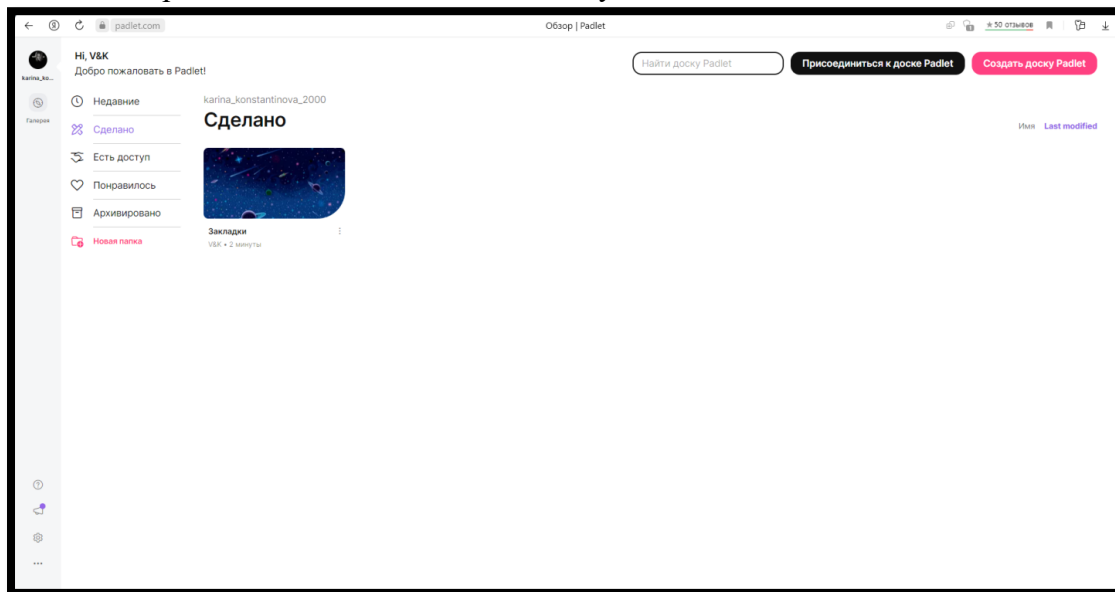 padlet.com
Обзор | Padlet
★ 50 отзывов
karina_ko...
Галерея
Hi, V&K
Добро пожаловать в Padlet!
Найти доску Padlet
Присоединиться к доске Padlet
Создать доску Padlet
Недавние
Сделано
Есть доступ
Понравилось
Архивировано
Новая папка
karina_konstantinova_2000
Сделано
Имя Last modified
Закладки
V&K • 2 минуты